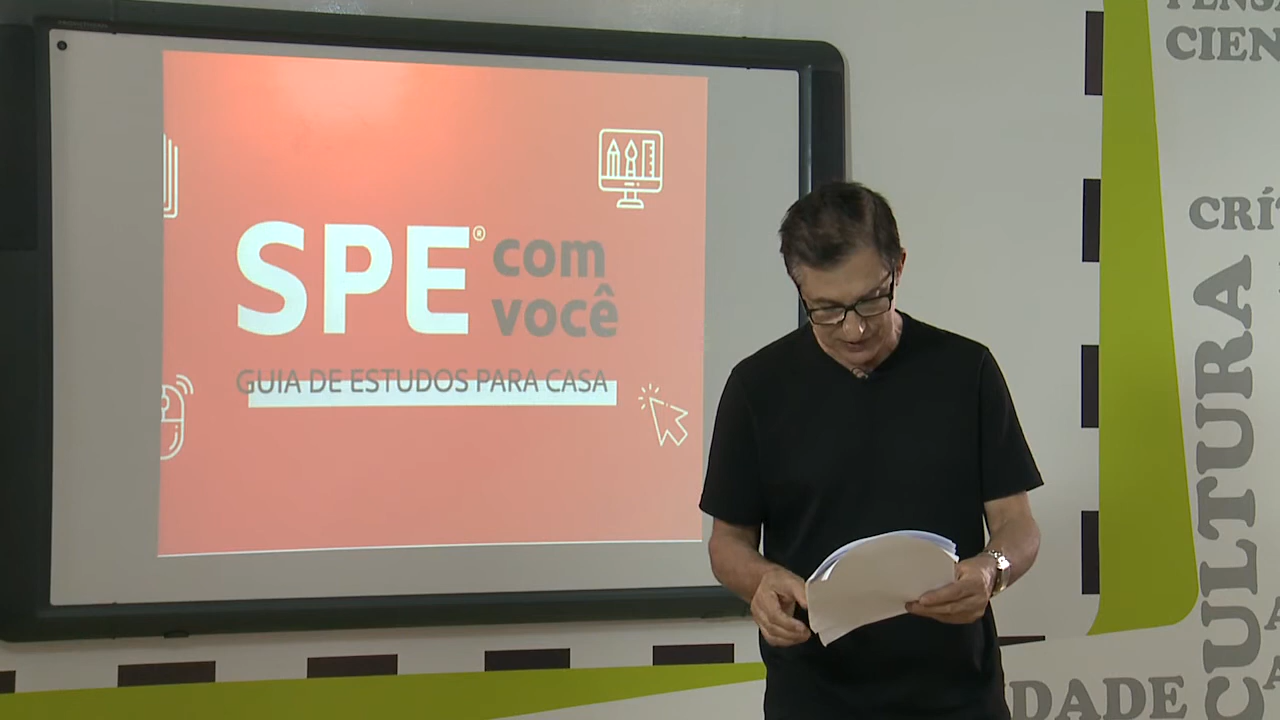 SPE®
com
você
GUIA DE ESTUDOS PARA CASA
CIEN
CRÍT
CULTURA
DADE